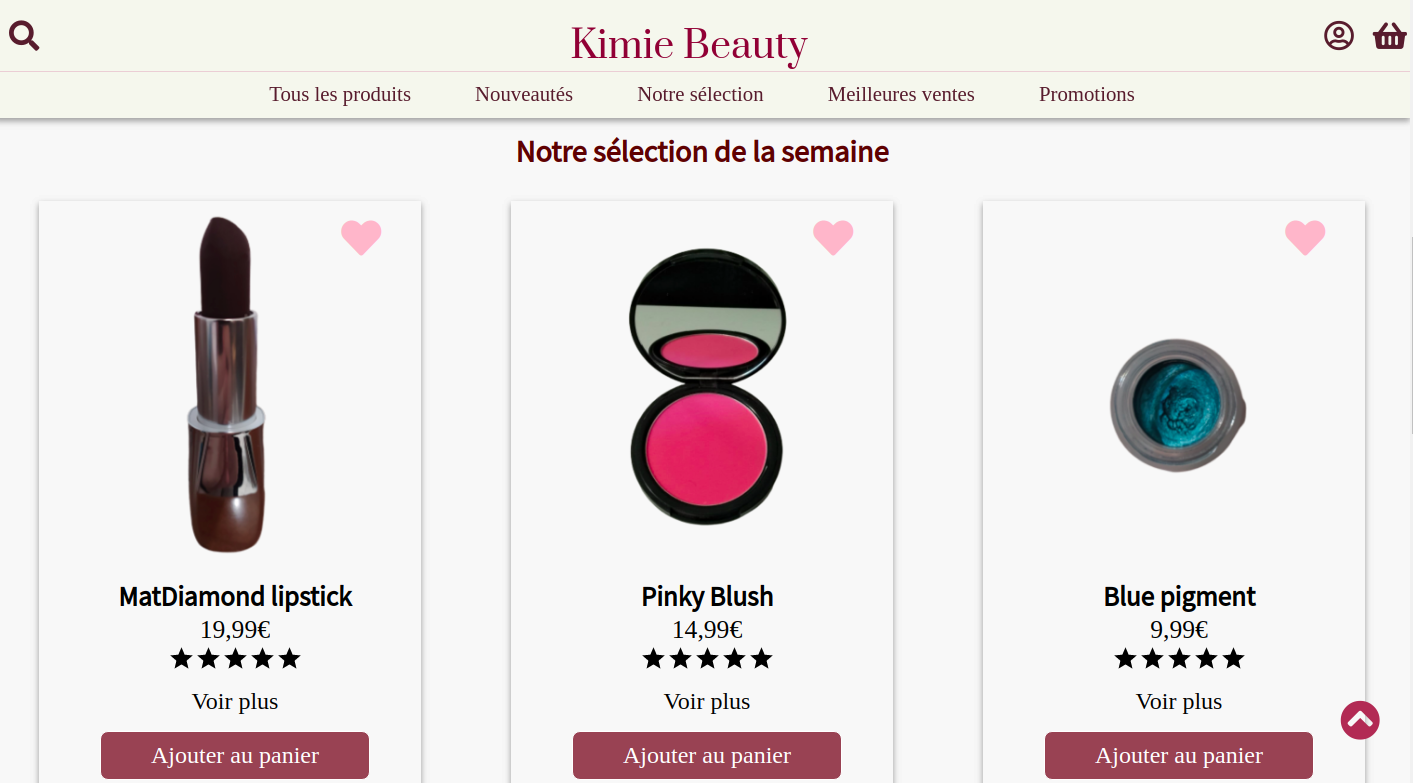 Kimie Beauty
Tous les produits Nouveautés Notre sélection Meilleures ventes Promotions
Notre sélection de la semaine
MatDiamond lipstick Pinky Blush Blue pigment
19,99€ 14,99€ 9,99€
Voir plus Voir plus Voir plus
Ajouter au panier Ajouter au panier Ajouter au panier